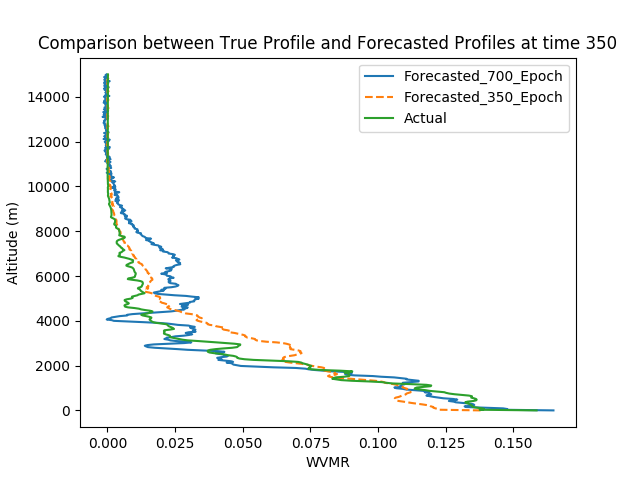 Comparison between True Profile and Forecasted Profiles at time 350
Forecasted_700_Epoch
Forecasted_350_Epoch
Actual
14000
12000
10000
8000
6000
4000
2000
0
Altitude (m)
0.000 0.025 0.050 0.075 0.100 0.125 0.150
WVMR